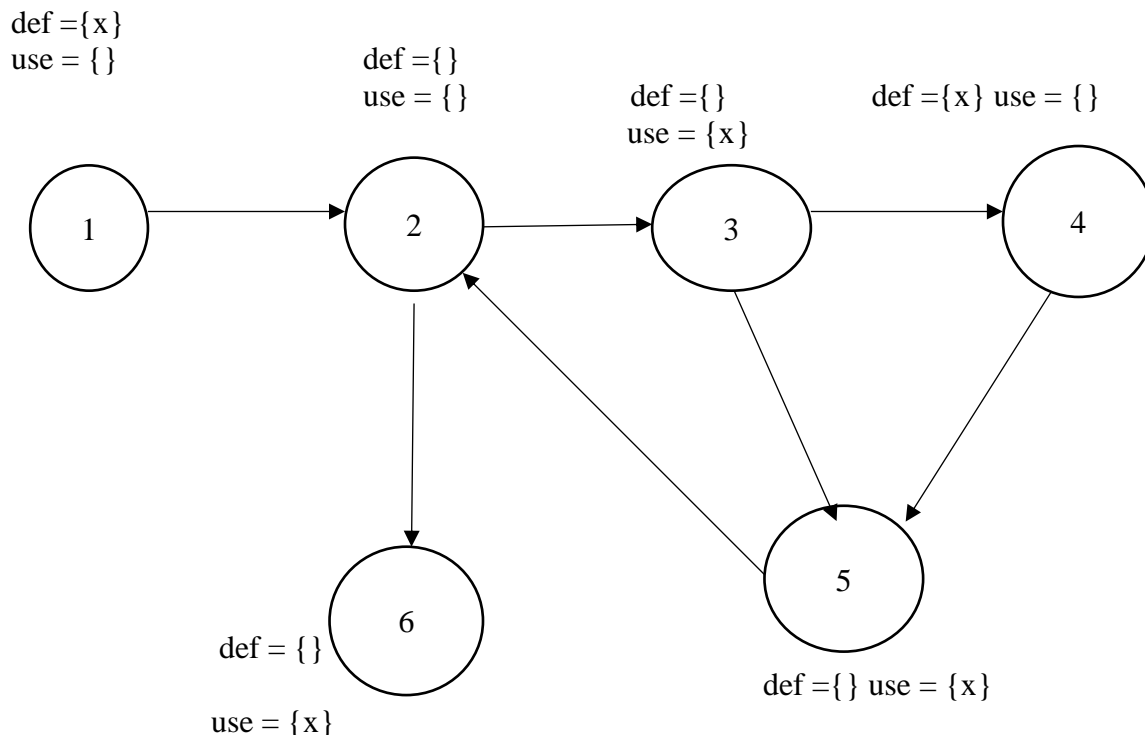 def ={x}
use = {}
def ={}
use = {}
def ={}
use = {x}
def ={x} use = {}
1
2
3
4
5
6
def = {}
use = {x}
def ={} use = {x}